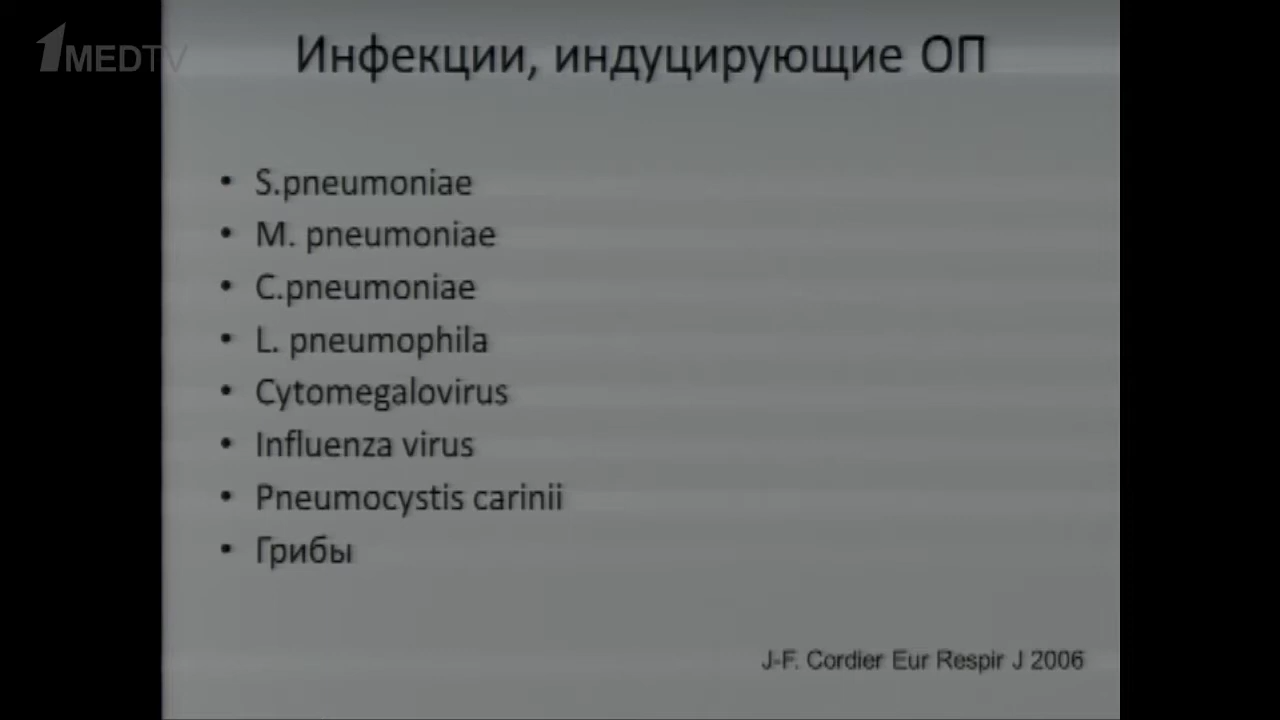 1MEDTV
Инфекции, индуцирующие ОП
• S.pneumoniae
• M. pneumoniae
• C.pneumoniae
• L. pneumophila
• Cytomegalovirus
• Influenza virus
• Pneumocystis carinii
• Грибы
J-F. Cordier Eur Respir J 2006